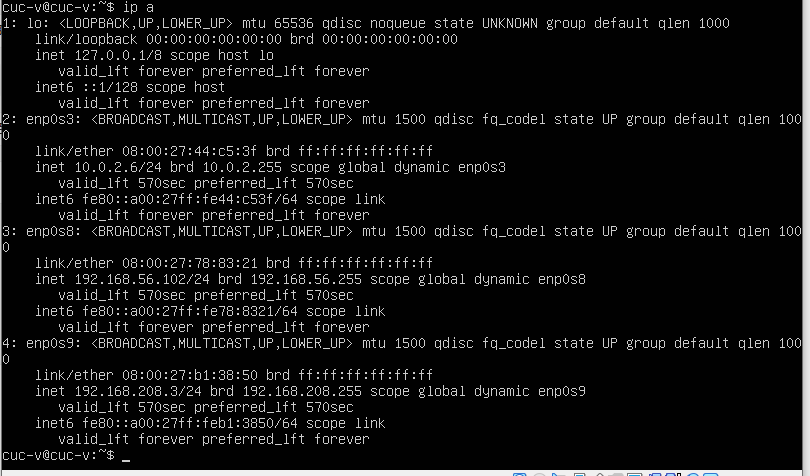 cuc-v@cuc-v:~$ ip a
1: lo: <LOOPBACK,UP,LOWER_UP> mtu 65536 qdisc noqueue state UNKNOWN group default qlen 1000
link/loopback 00:00:00:00:00:00 brd 00:00:00:00:00:00
inet 127.0.0.1/8 scope host lo
valid_lft forever preferred_lft forever
inet6 ::1/128 scope host
valid_lft forever preferred_lft forever
2: enp0s3: <BROADCAST,MULTICAST,UP,LOWER_UP> mtu 1500 qdisc fq_codel state UP group default qlen 100
0
link/ether 08:00:27:44:c5:3f brd ff:ff:ff:ff:ff:ff
inet 10.0.2.6/24 brd 10.0.2.255 scope global dynamic enp0s3
valid_lft 570sec preferred_lft 570sec
inet6 fe80::a00:27ff:fe44:c53f/64 scope link
valid_lft forever preferred_lft forever
3: enp0s8: <BROADCAST,MULTICAST,UP,LOWER_UP> mtu 1500 qdisc fq_codel state UP group default qlen 100
0
link/ether 08:00:27:78:83:21 brd ff:ff:ff:ff:ff:ff
inet 192.168.56.102/24 brd 192.168.56.255 scope global dynamic enp0s8
valid_lft 570sec preferred_lft 570sec
inet6 fe80::a00:27ff:fe78:8321/64 scope link
valid_lft forever preferred_lft forever
4: enp0s9: <BROADCAST,MULTICAST,UP,LOWER_UP> mtu 1500 qdisc fq_codel state UP group default qlen 100
0
link/ether 08:00:27:b1:38:50 brd ff:ff:ff:ff:ff:ff
inet 192.168.208.3/24 brd 192.168.208.255 scope global dynamic enp0s9
valid_lft 570sec preferred_lft 570sec
inet6 fe80::a00:27ff:feb1:3850/64 scope link
valid_lft forever preferred_lft forever
cuc-v@cuc-v:~$ _